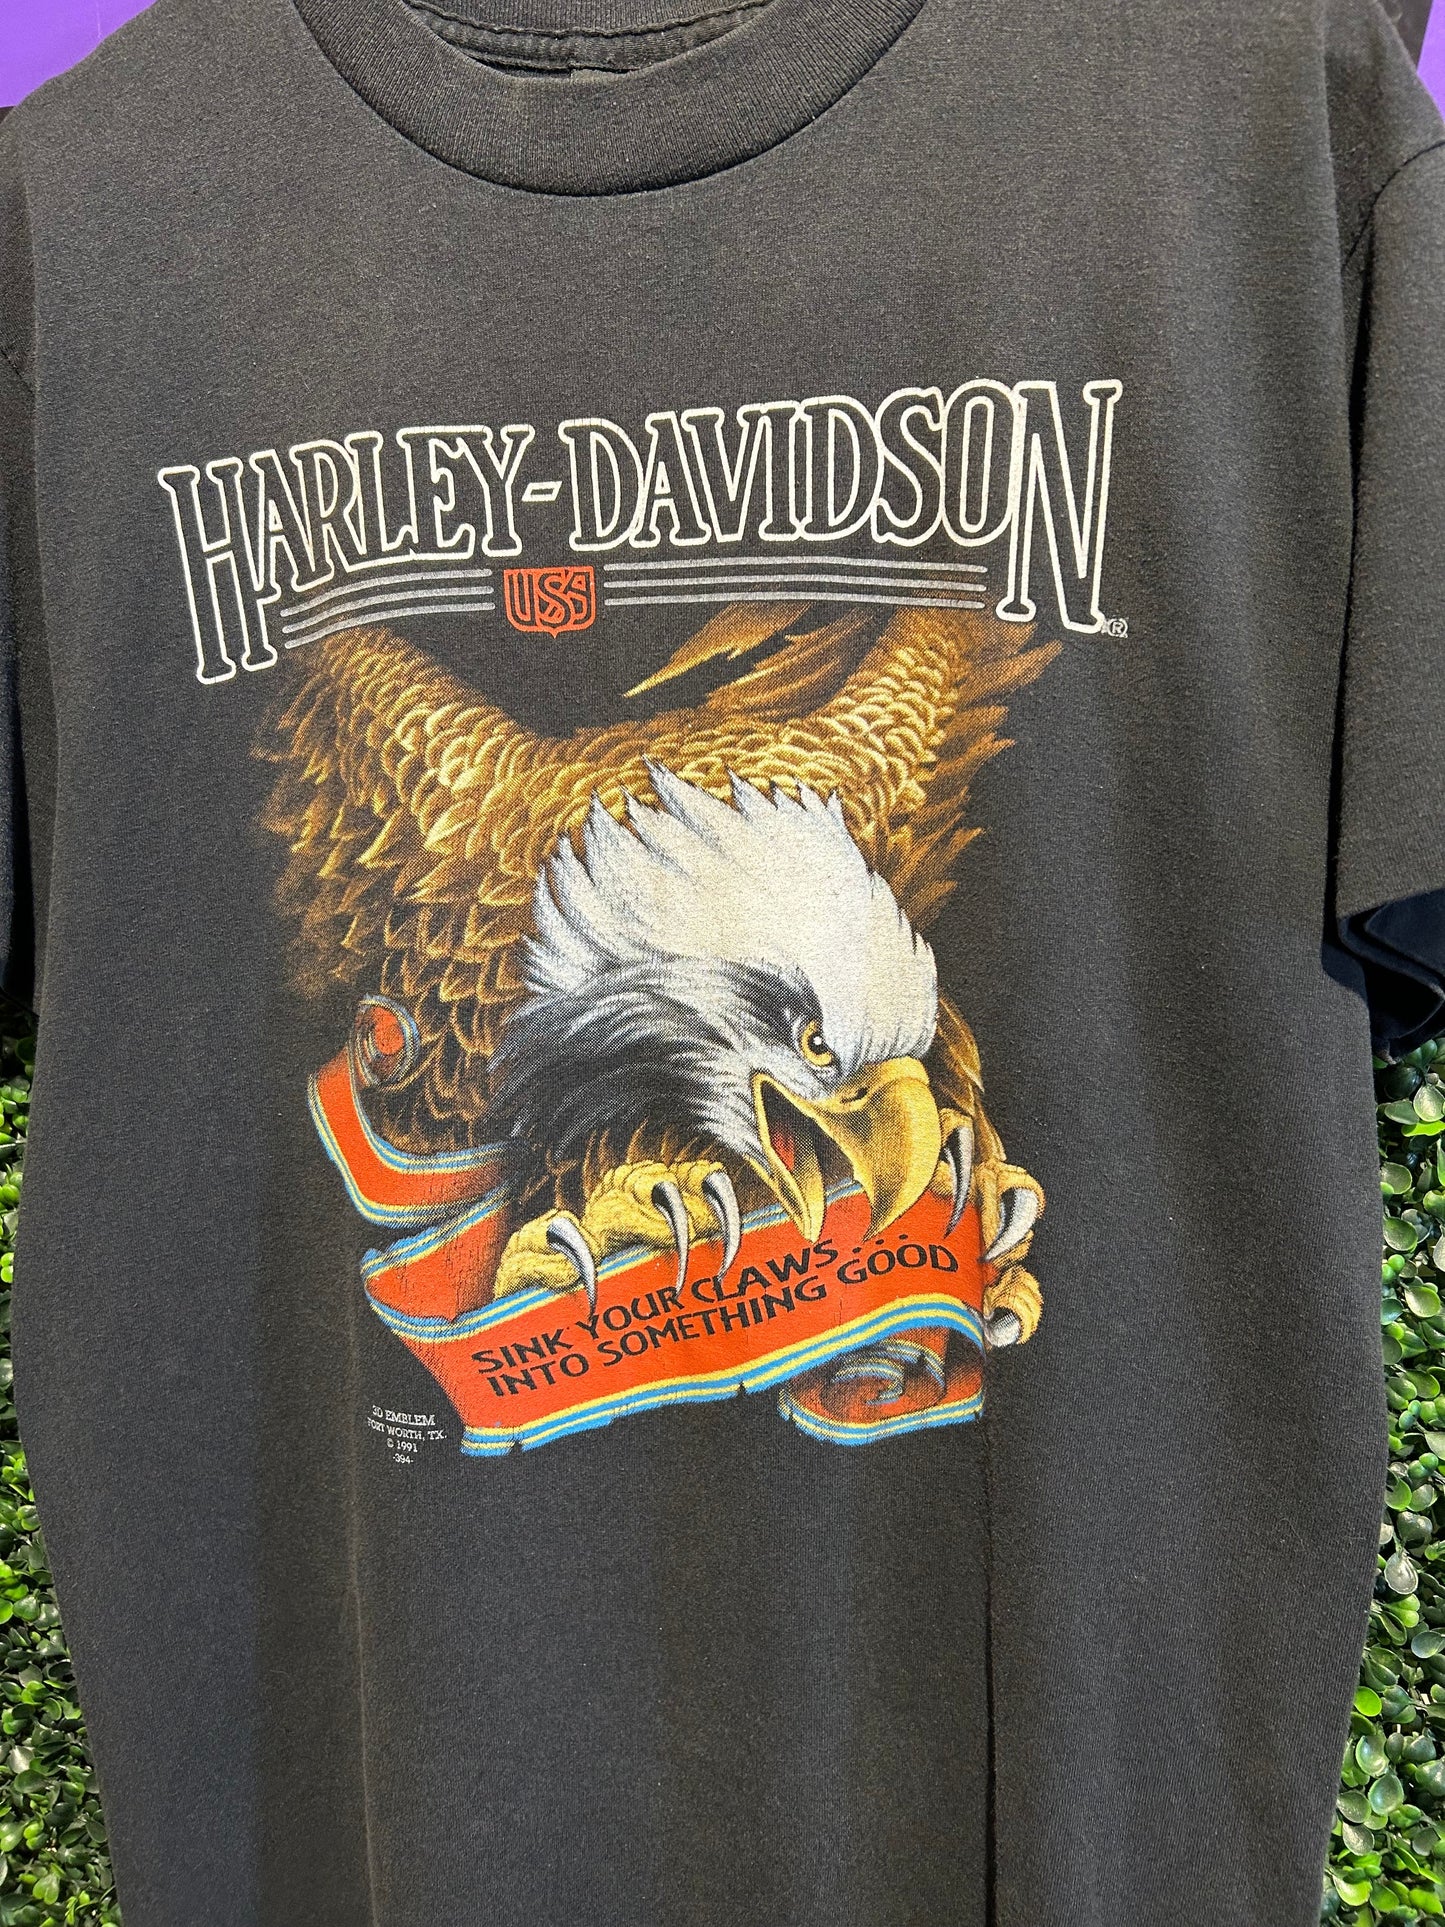 HARLEY-DAVIDSON
USA
®
SINK YOUR CLAWS...
INTO SOMETHING GOOD
3D EMBLEM
FORT WORTH, TX.
© 1991
-394-